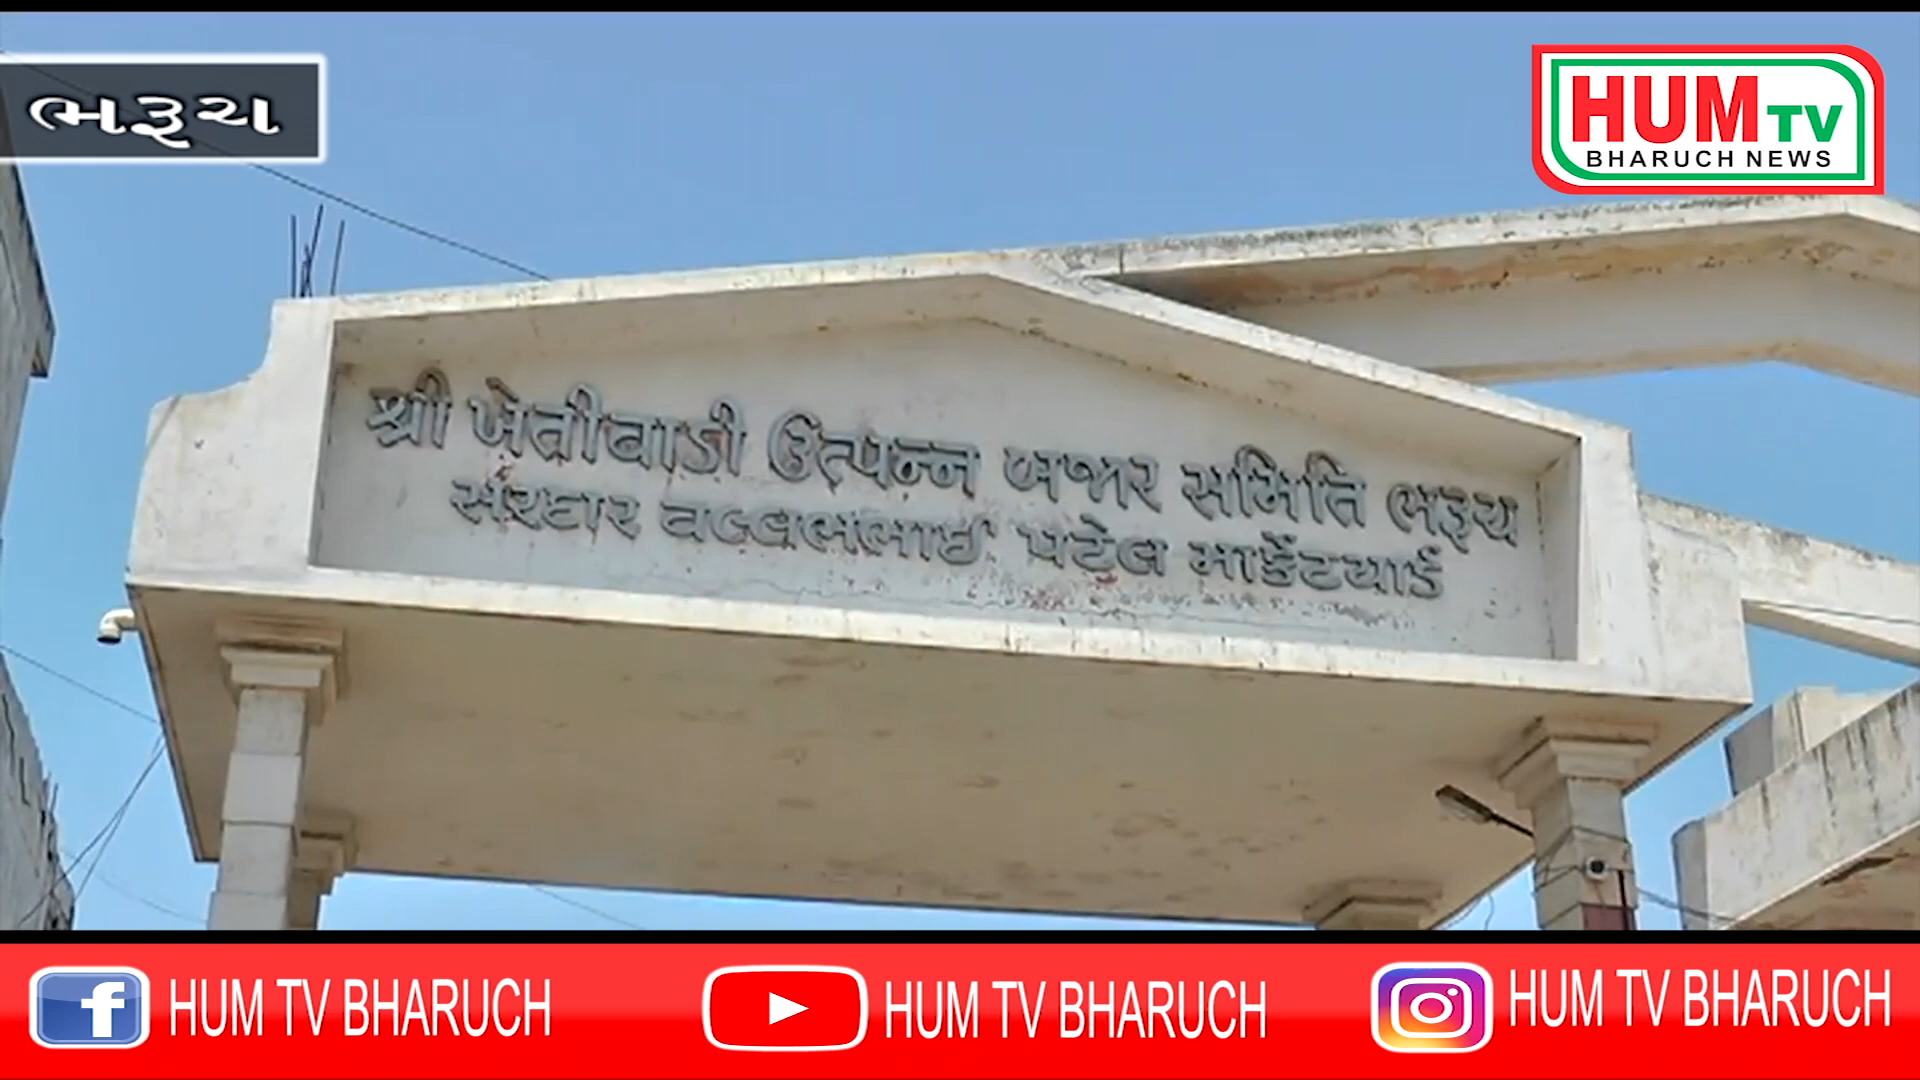 ભરૂચ
HUM TV
BHARUCH NEWS
શ્રી ખેતીવાડી ઉત્પન્ન બજાર સમિતિ ભરૂચ
સરદાર વલ્લભભાઈ પટેલ માર્કેટયાર્ડ
HUM TV BHARUCH
HUM TV BHARUCH
HUM TV BHARUCH